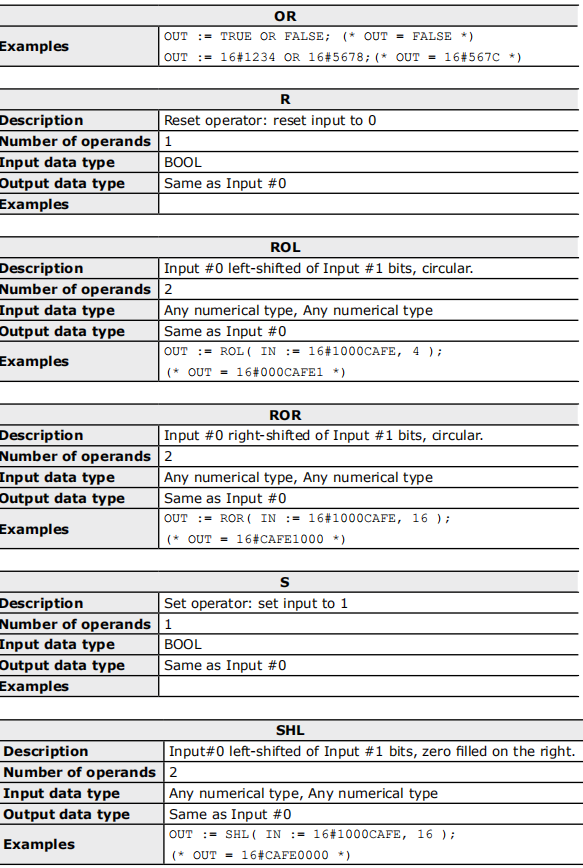 OR
Examples
OUT := TRUE OR FALSE; (* OUT = FALSE *)
OUT := 16#1234 OR 16#5678;(* OUT = 16#567C *)
R
Description Reset operator: reset input to 0
Number of operands 1
Input data type BOOL
Output data type Same as Input #0
Examples
ROL
Description Input #0 left-shifted of Input #1 bits, circular.
Number of operands 2
Input data type Any numerical type, Any numerical type
Output data type Same as Input #0
Examples
OUT := ROL( IN := 16#1000CAFE, 4 );
(* OUT = 16#000CAFE1 *)
ROR
Description Input #0 right-shifted of Input #1 bits, circular.
Number of operands 2
Input data type Any numerical type, Any numerical type
Output data type Same as Input #0
Examples
OUT := ROR( IN := 16#1000CAFE, 16 );
(* OUT = 16#CAFE1000 *)
S
Description Set operator: set input to 1
Number of operands 1
Input data type BOOL
Output data type Same as Input #0
Examples
SHL
Description Input#0 left-shifted of Input #1 bits, zero filled on the right.
Number of operands 2
Input data type Any numerical type, Any numerical type
Output data type Same as Input #0
Examples
OUT := SHL( IN := 16#1000CAFE, 16 );
(* OUT = 16#CAFE0000 *)